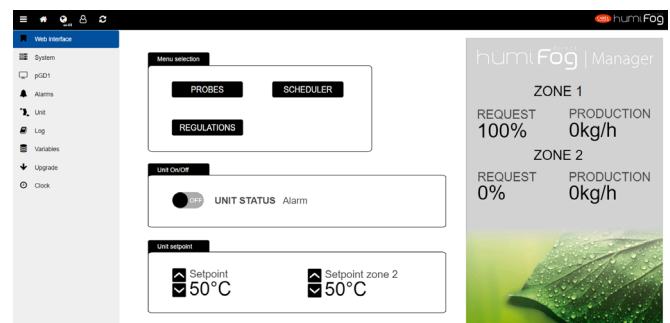 CAREL humiFog
Web interface
System
pGD1
Alarms
Unit
Log
Variables
Upgrade
Clock
Menu selection
PROBES SCHEDULER
REGULATIONS
Unit On/Off
OFF UNIT STATUS Alarm
Unit setpoint
Setpoint Setpoint zone 2
50°C 50°C
humiFog | Manager
ZONE 1
REQUEST PRODUCTION
100% 0kg/h
ZONE 2
REQUEST PRODUCTION
0% 0kg/h